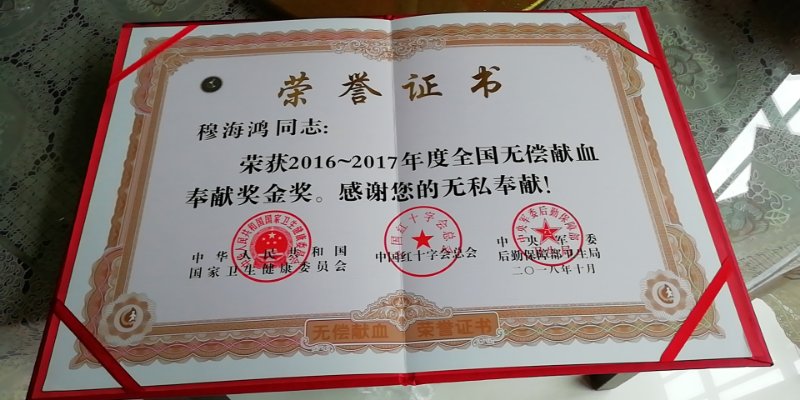 荣誉证书
穆海鸿同志：
荣获2016~2017年度全国无偿献血
奉献奖金奖。感谢您的无私奉献！
中华人民共和国
国家卫生健康委员会
中国红十字会总会
中央军委
后勤保障部卫生局
二〇一八年十月
无偿献血 荣誉证书